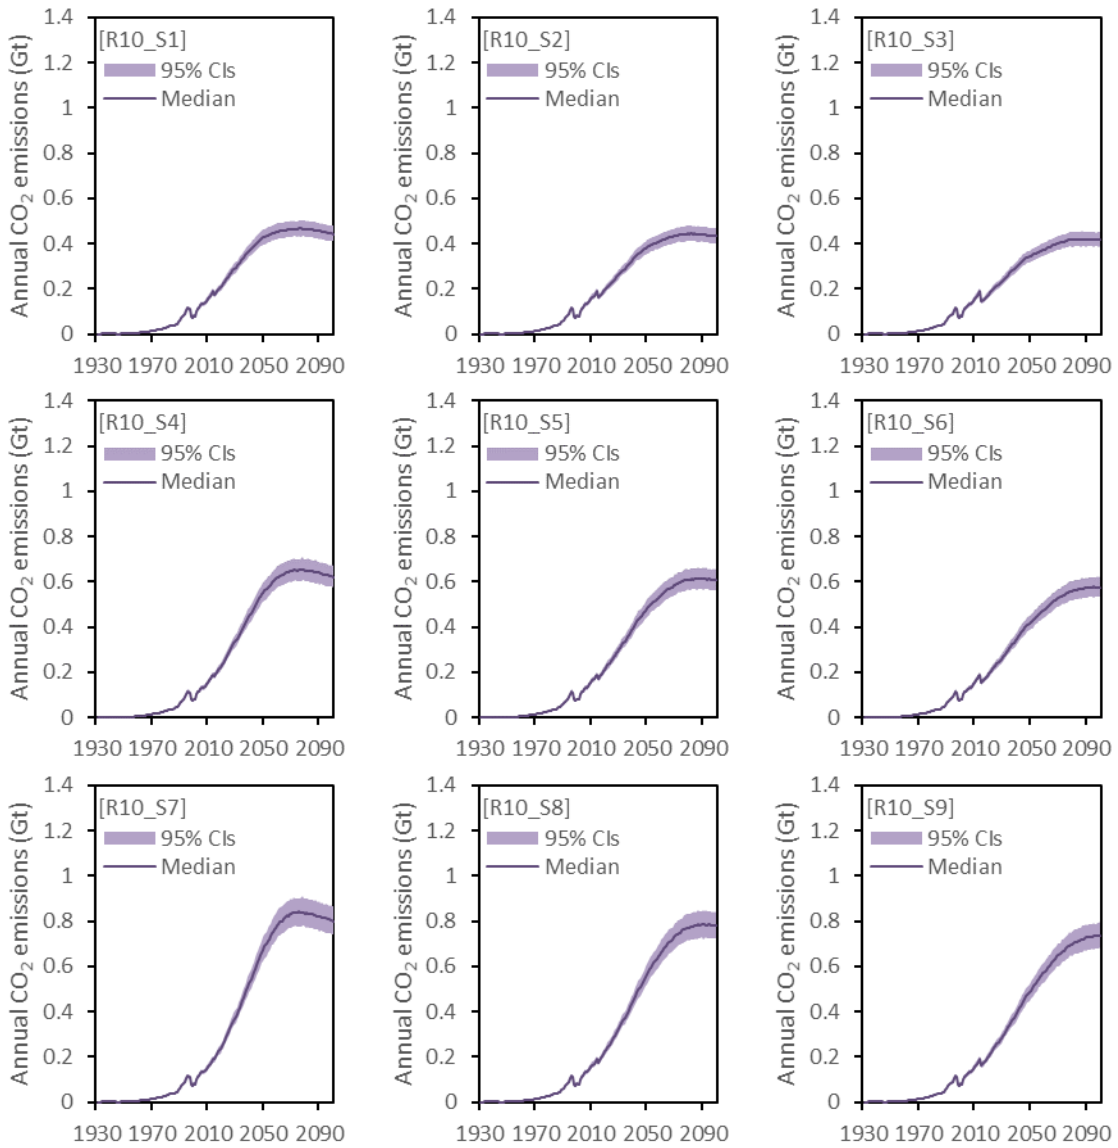 Annual CO₂ emissions (Gt)
1.4
1.2
1
0.8
0.6
0.4
0.2
0
[R10_S1]
95% CIs
Median
1930 1970 2010 2050 2090
Annual CO₂ emissions (Gt)
1.4
1.2
1
0.8
0.6
0.4
0.2
0
[R10_S2]
95% CIs
Median
1930 1970 2010 2050 2090
Annual CO₂ emissions (Gt)
1.4
1.2
1
0.8
0.6
0.4
0.2
0
[R10_S3]
95% CIs
Median
1930 1970 2010 2050 2090
Annual CO₂ emissions (Gt)
1.4
1.2
1
0.8
0.6
0.4
0.2
0
[R10_S4]
95% CIs
Median
1930 1970 2010 2050 2090
Annual CO₂ emissions (Gt)
1.4
1.2
1
0.8
0.6
0.4
0.2
0
[R10_S5]
95% CIs
Median
1930 1970 2010 2050 2090
Annual CO₂ emissions (Gt)
1.4
1.2
1
0.8
0.6
0.4
0.2
0
[R10_S6]
95% CIs
Median
1930 1970 2010 2050 2090
Annual CO₂ emissions (Gt)
1.4
1.2
1
0.8
0.6
0.4
0.2
0
[R10_S7]
95% CIs
Median
1930 1970 2010 2050 2090
Annual CO₂ emissions (Gt)
1.4
1.2
1
0.8
0.6
0.4
0.2
0
[R10_S8]
95% CIs
Median
1930 1970 2010 2050 2090
Annual CO₂ emissions (Gt)
1.4
1.2
1
0.8
0.6
0.4
0.2
0
[R10_S9]
95% CIs
Median
1930 1970 2010 2050 2090